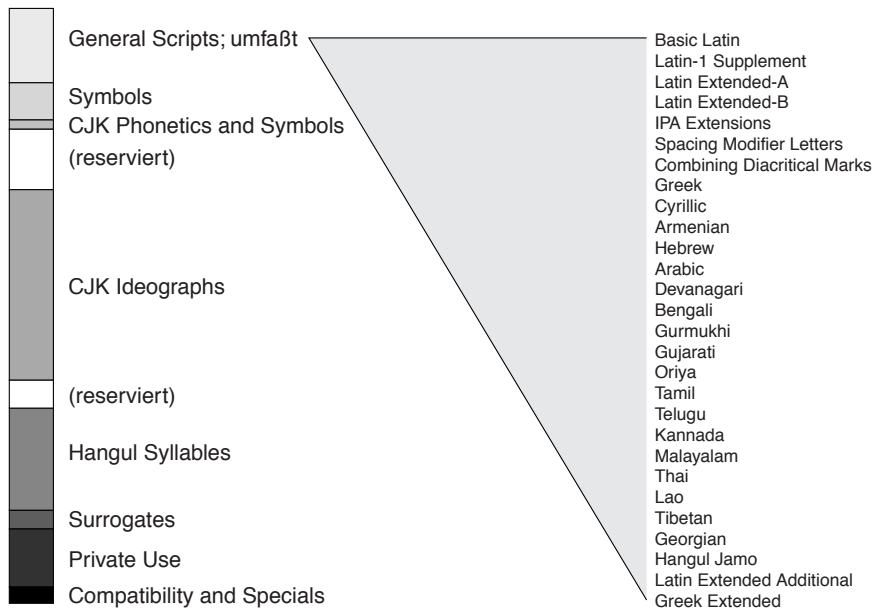 General Scripts; umfaßt
Symbols
CJK Phonetics and Symbols
(reserviert)
CJK Ideographs
(reserviert)
Hangul Syllables
Surrogates
Private Use
Compatibility and Specials
Basic Latin
Latin-1 Supplement
Latin Extended-A
Latin Extended-B
IPA Extensions
Spacing Modifier Letters
Combining Diacritical Marks
Greek
Cyrillic
Armenian
Hebrew
Arabic
Devanagari
Bengali
Gurmukhi
Gujarati
Oriya
Tamil
Telugu
Kannada
Malayalam
Thai
Lao
Tibetan
Georgian
Hangul Jamo
Latin Extended Additional
Greek Extended